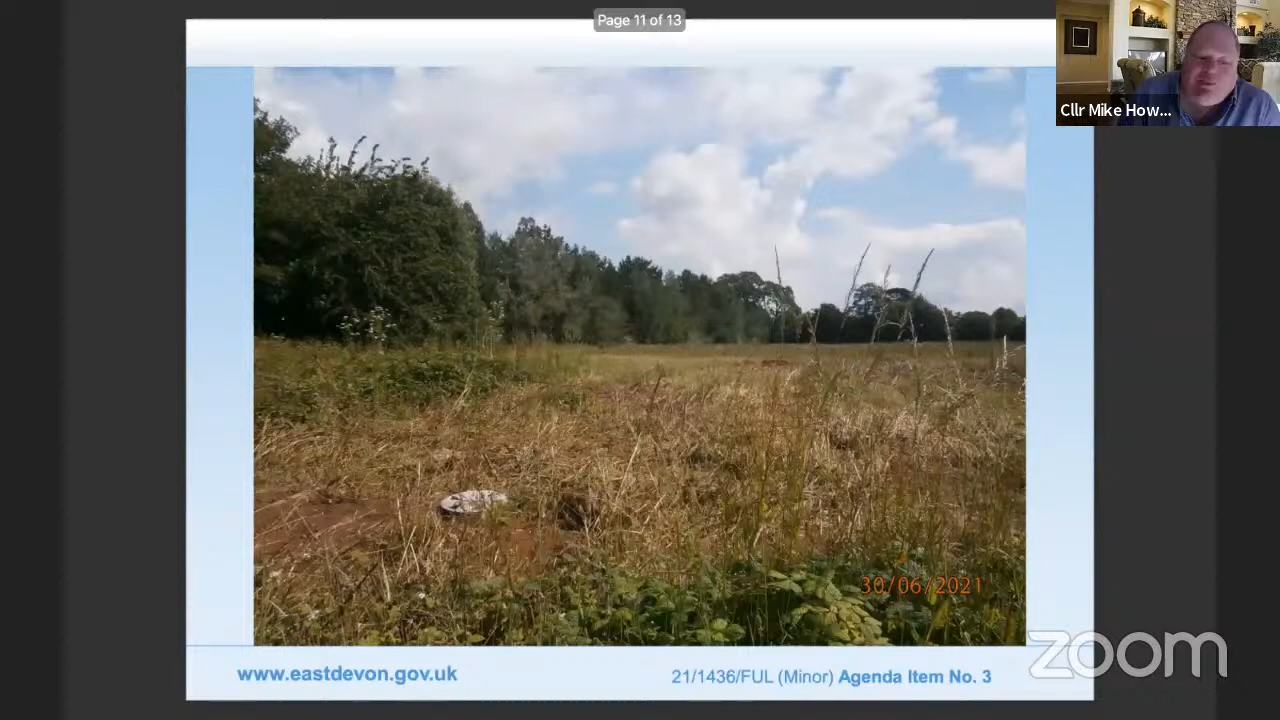 Page 11 of 13
Cllr Mike How...
30/06/2021
www.eastdevon.gov.uk
21/1436/FUL (Minor) Agenda Item No. 3
zoom